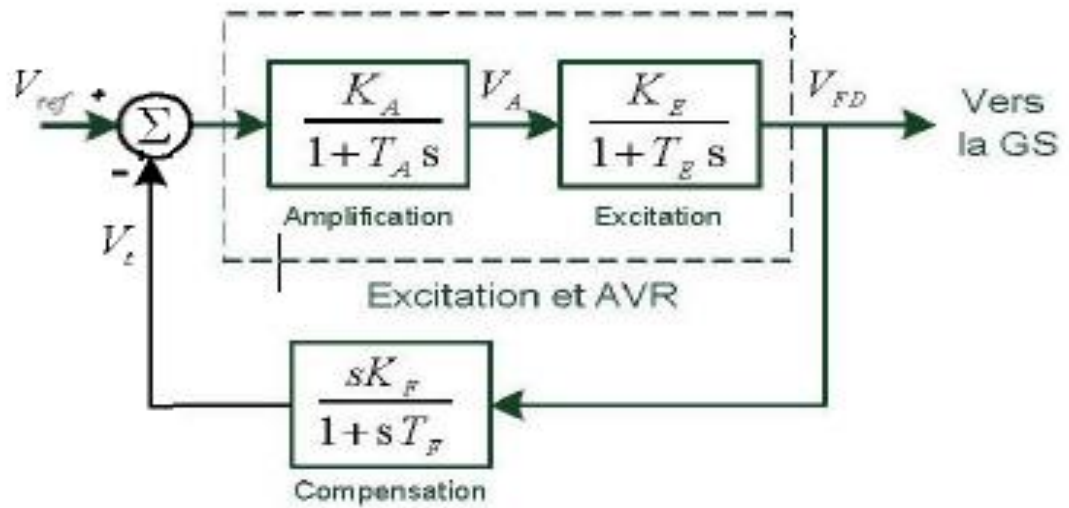 V_ref
+
Σ
-
V_t
K_A
1 + T_A s
Amplification
V_A
K_E
1 + T_E s
Excitation
V_FD
Vers
la GS
Excitation et AVR
sK_F
1 + s T_F
Compensation